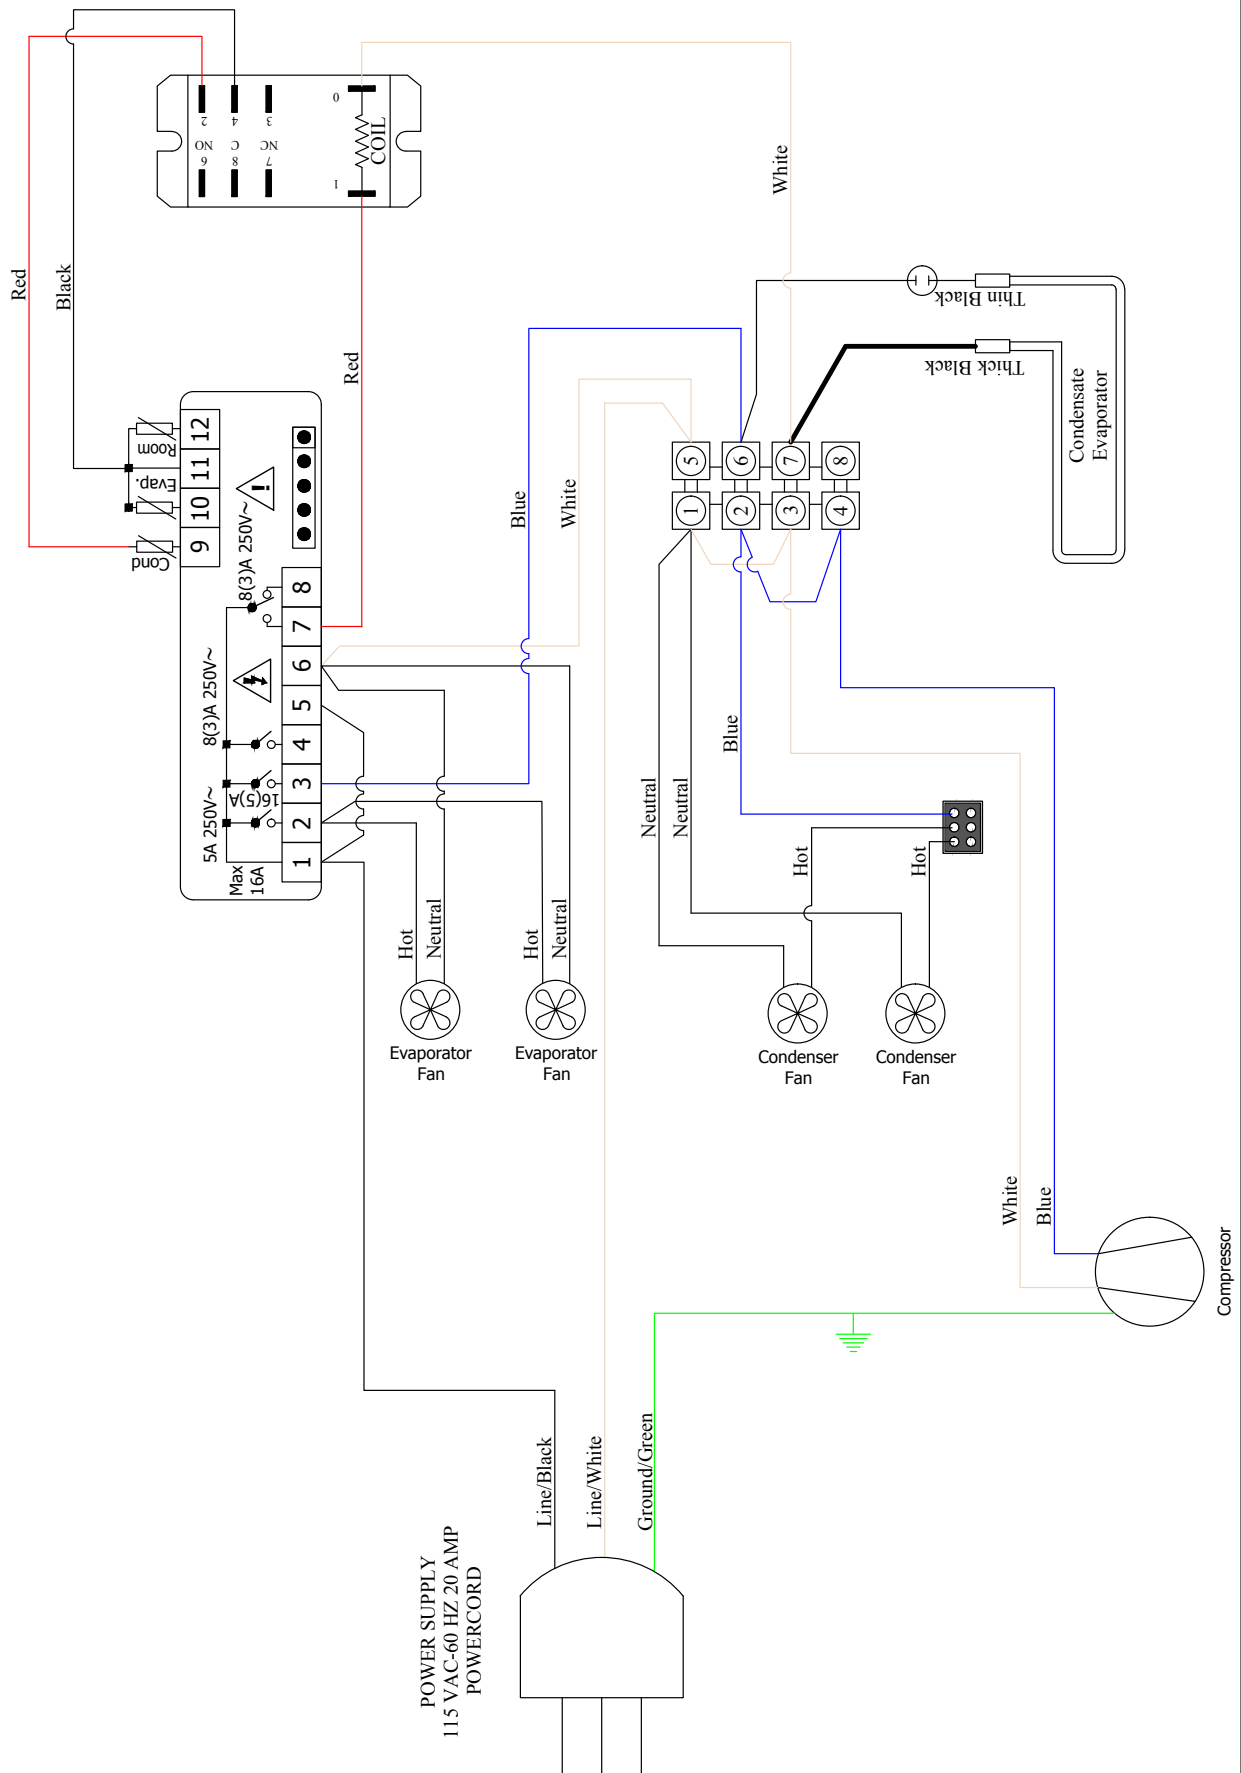 Red
Black
2
4
3
NO
C
NC
6
8
7
0
1
COIL
White
Red
Thin Black
Thick Black
Condensate
Evaporator
Room
Evap.
Cond
12
11
10
9
8(3)A 250V~
8(3)A 250V~
5A 250V~
16(5)A
Max
16A
8
7
6
5
4
3
2
1
Blue
White
5
6
7
8
1
2
3
4
Blue
Neutral
Neutral
Hot
Hot
Hot
Neutral
Hot
Neutral
Evaporator
Fan
Evaporator
Fan
Condenser
Fan
Condenser
Fan
White
Blue
Compressor
Line/Black
Line/White
Ground/Green
POWER SUPPLY
115 VAC-60 HZ 20 AMP
POWERCORD